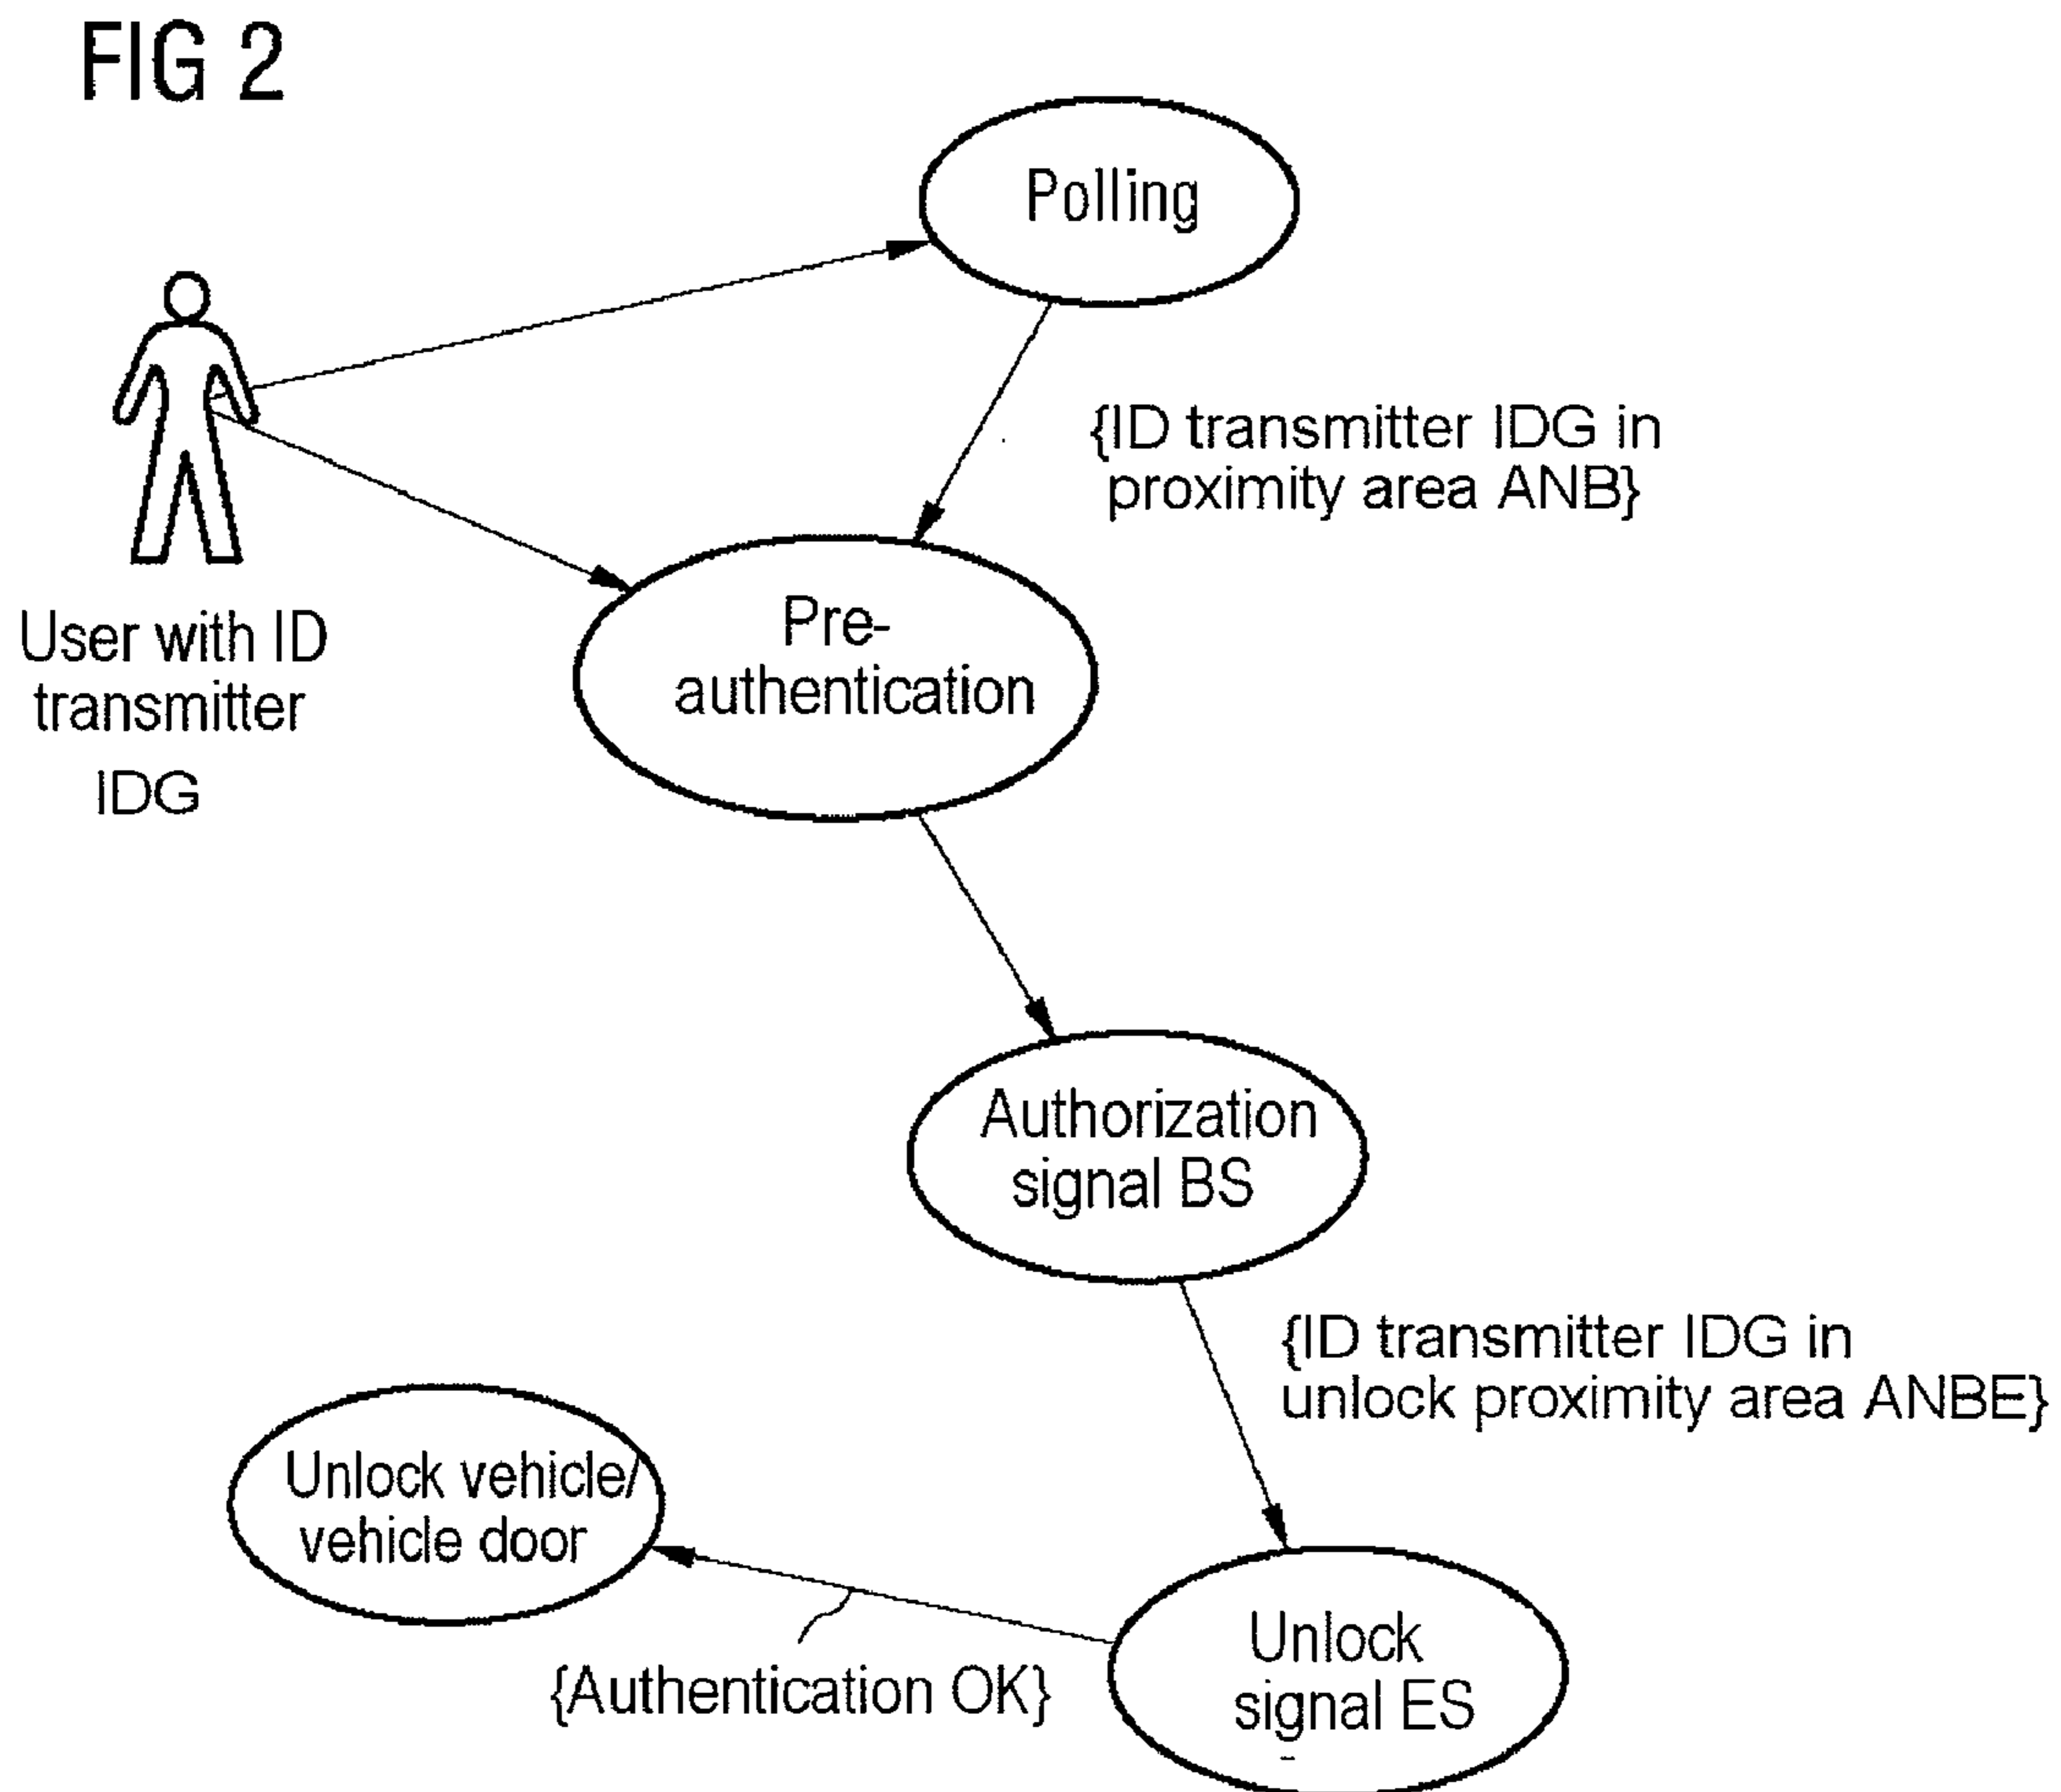 FIG 2
Polling
{ID transmitter IDG in
proximity area ANB}
User with ID
transmitter
IDG
Pre-
authentication
Authorization
signal BS
{ID transmitter IDG in
unlock proximity area ANBE}
Unlock vehicle/
vehicle door
{Authentication OK}
Unlock
signal ES